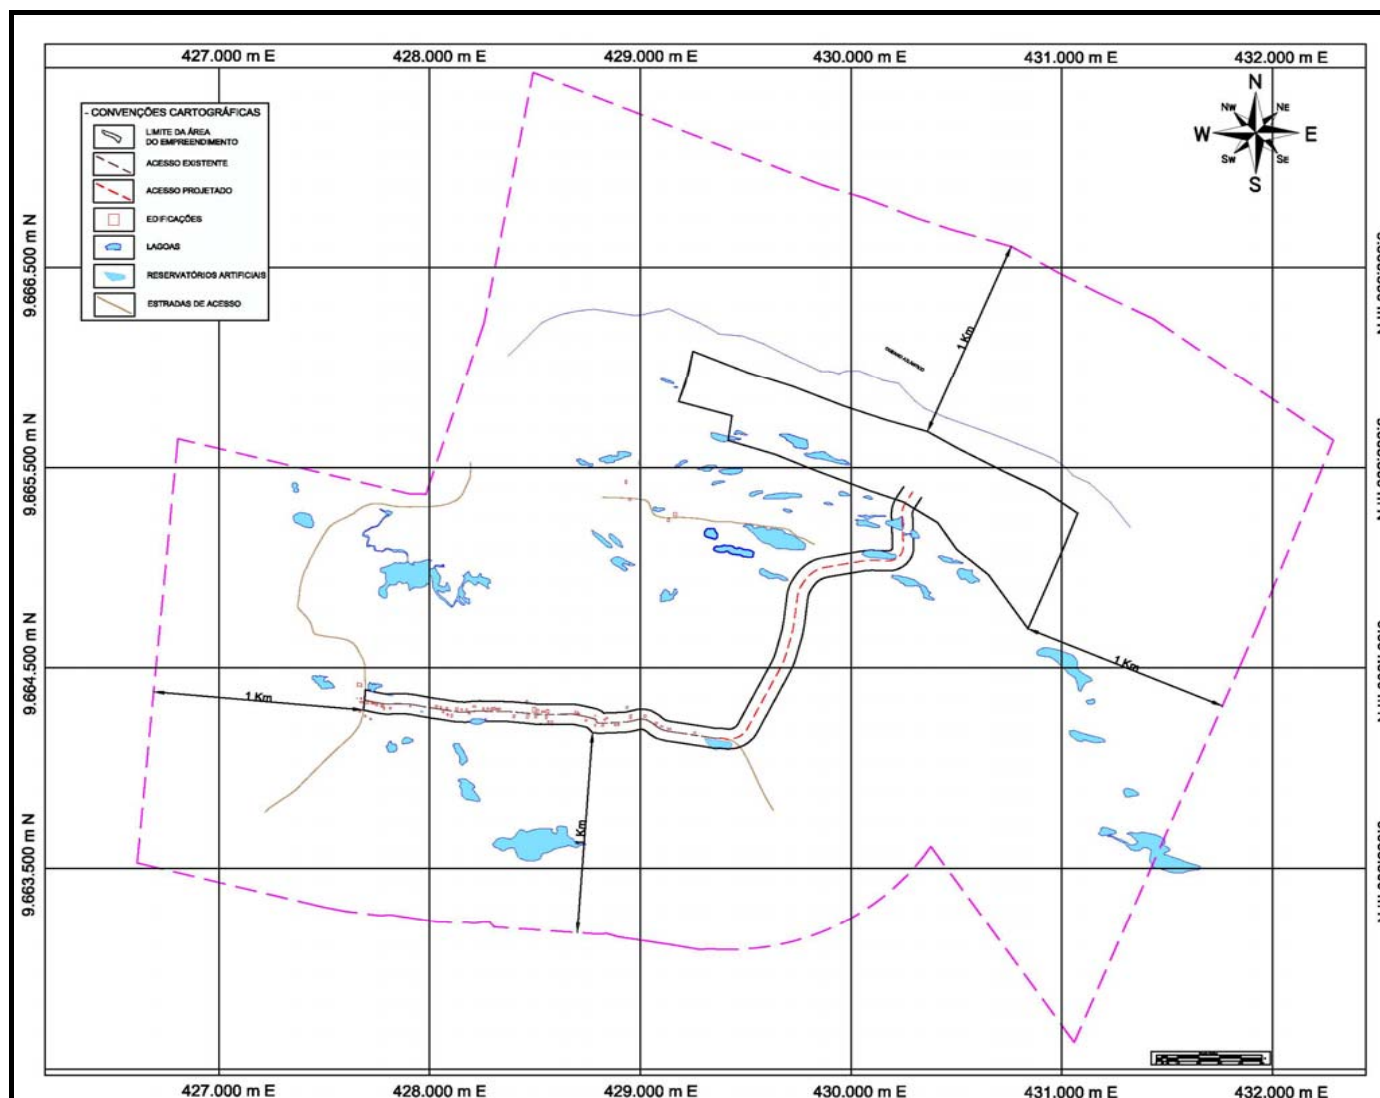 427.000 m E 428.000 m E 429.000 m E 430.000 m E 431.000 m E 432.000 m E
- CONVENÇÕES CARTOGRÁFICAS
LIMITE DA ÁREA
DO EMPREENDIMENTO
ACESSO EXISTENTE
ACESSO PROJETADO
EDIFICAÇÕES
LAGOAS
RESERVATÓRIOS ARTIFICIAIS
ESTRADAS DE ACESSO
N
NW NE
W E
SW SE
S
9.666.500 m N
1 Km
OCEANO ATLÂNTICO
9.665.500 m N
9.664.500 m N
1 Km
1 Km
1 Km
9.663.500 m N
427.000 m E 428.000 m E 429.000 m E 430.000 m E 431.000 m E 432.000 m E